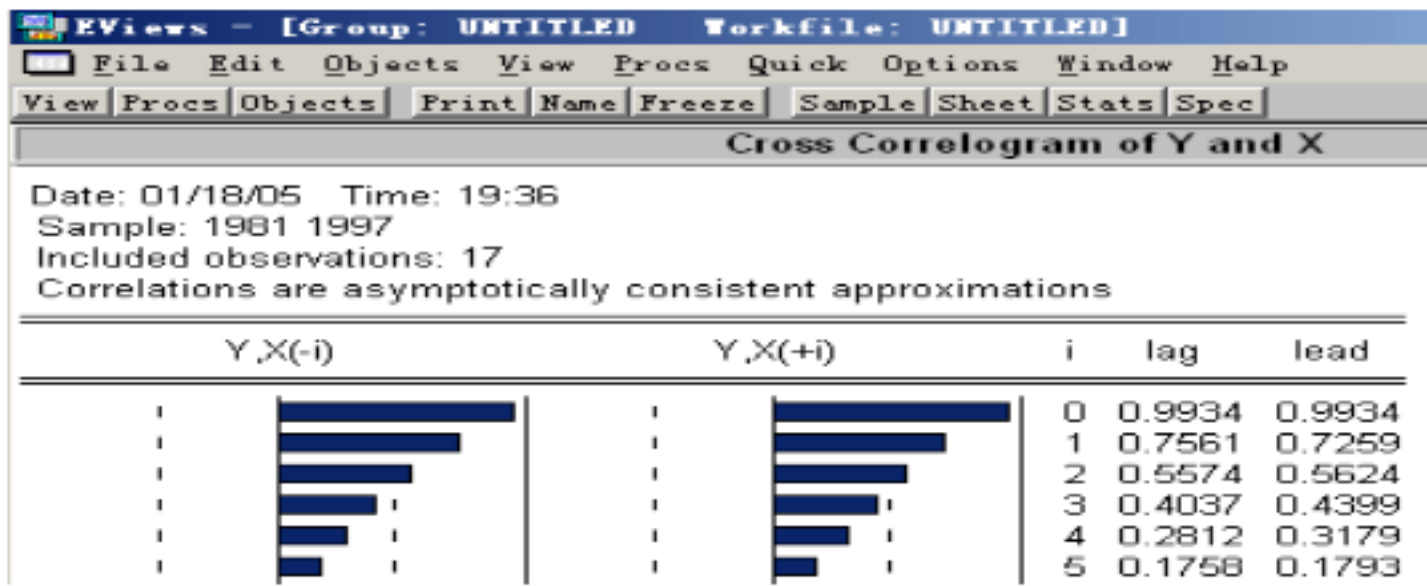 EViews - [Group: UNTITLED Workfile: UNTITLED]
File Edit Objects View Procs Quick Options Window Help
View Procs Objects Print Name Freeze Sample Sheet Stats Spec
Cross Correlogram of Y and X
Date: 01/18/05 Time: 19:36
Sample: 1981 1997
Included observations: 17
Correlations are asymptotically consistent approximations
Y,X(-i) Y,X(+i) i lag lead
0 0.9934 0.9934
1 0.7561 0.7259
2 0.5574 0.5624
3 0.4037 0.4399
4 0.2812 0.3179
5 0.1758 0.1793